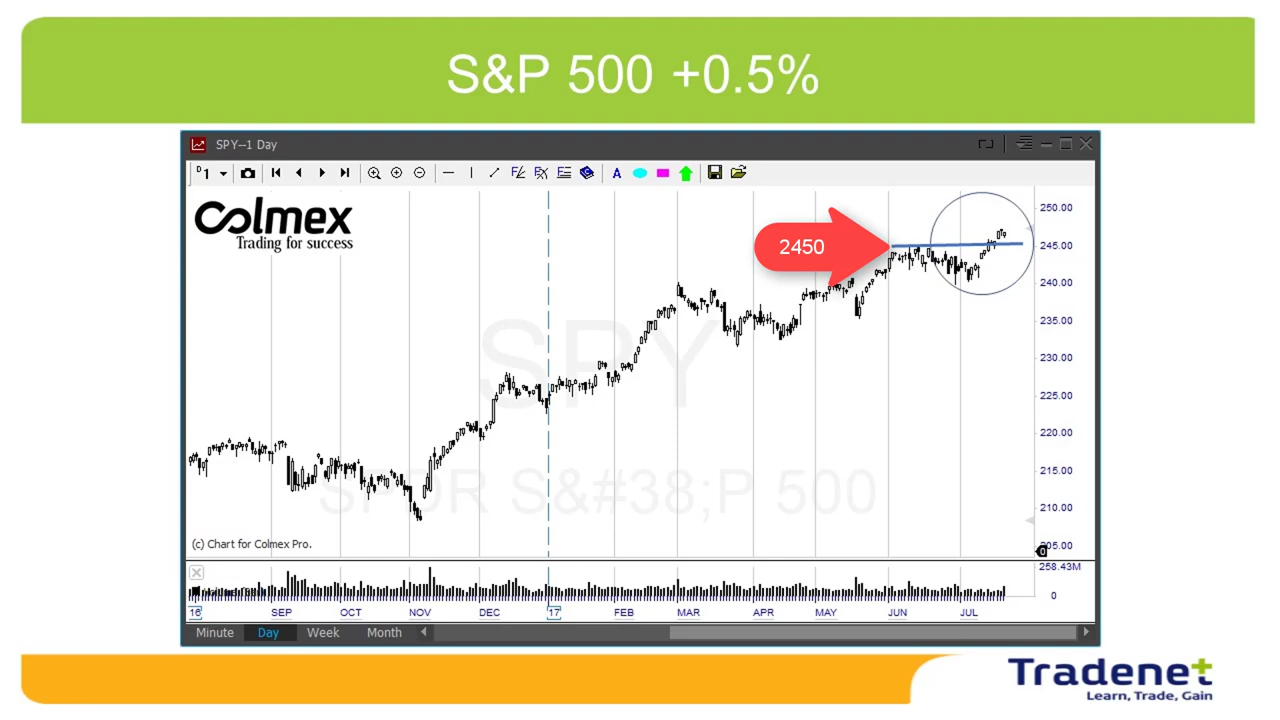 S&P 500 +0.5%
SPY--1 Day
D 1
A
Colmex
Trading for success
2450
250.00
245.00
240.00
235.00
230.00
225.00
220.00
215.00
210.00
205.00
0
SPY
SPDR S&#38;P 500
(c) Chart for Colmex Pro.
258.43M
0
16 SEP OCT NOV DEC 17 FEB MAR APR MAY JUN JUL
Minute Day Week Month
Tradenet
Learn, Trade, Gain